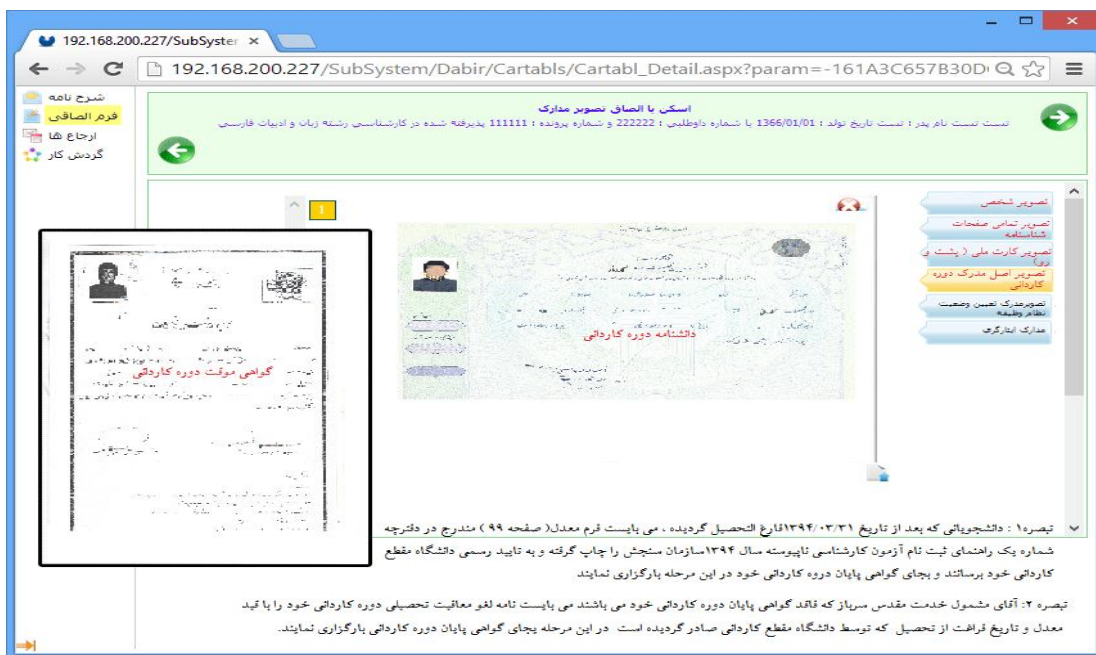 192.168.200.227/SubSyster
192.168.200.227/SubSystem/Dabir/Cartabls/Cartabl_Detail.aspx?param=-161A3C657B30D
شرح نامه
فرم الصاقی
ارجاع ها
گردش کار
اسکن یا الصاق تصویر مدارک
تست تست نام پدر : تست تاریخ تولد : 1366/01/01 با شماره داوطلبی : 222222 و شماره پرونده : 111111 پذیرفته شده در کارشناسی رشته زبان و ادبیات فارسی
1
تصویر شخص
تصویر تمامی صفحات
شناسنامه
تصویر کارت ملی ( پشت و
رو)
تصویر اصل مدرک دوره
کاردانی
تصویرمدرک تعیین وضعیت
نظام وظیفه
مدارک ایثارگری
دانشنامه دوره کاردانی
گواهی موقت دوره کاردانی
تبصره۱ : دانشجویانی که بعد از تاریخ ۱۳۹۴/۰۳/۳۱فارغ التحصیل گردیده ، می بایست فرم معدل( صفحه ۹۹ ) مندرج در دفترچه
شماره یک راهنمای ثبت نام آزمون کارشناسی ناپیوسته سال ۱۳۹۴سازمان سنجش را چاپ گرفته و به تایید رسمی دانشگاه مقطع
کاردانی خود برسانند و بجای گواهی پایان دروه کاردانی خود در این مرحله بارگزاری نمایند
تبصره ۲: آقای مشمول خدمت مقدس سرباز که فاقد گواهی پایان دوره کاردانی خود می باشند می بایست نامه لغو معافیت تحصیلی دوره کاردانی خود را با قید
معدل و تاریخ فراغت از تحصیل که توسط دانشگاه مقطع کاردانی صادر گردیده است در این مرحله بجای گواهی پایان دوره کاردانی بارگزاری نمایند.